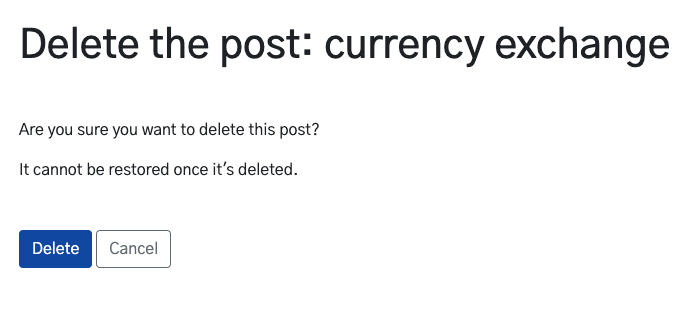 Delete the post: currency exchange
Are you sure you want to delete this post?
It cannot be restored once it's deleted.
Delete
Cancel